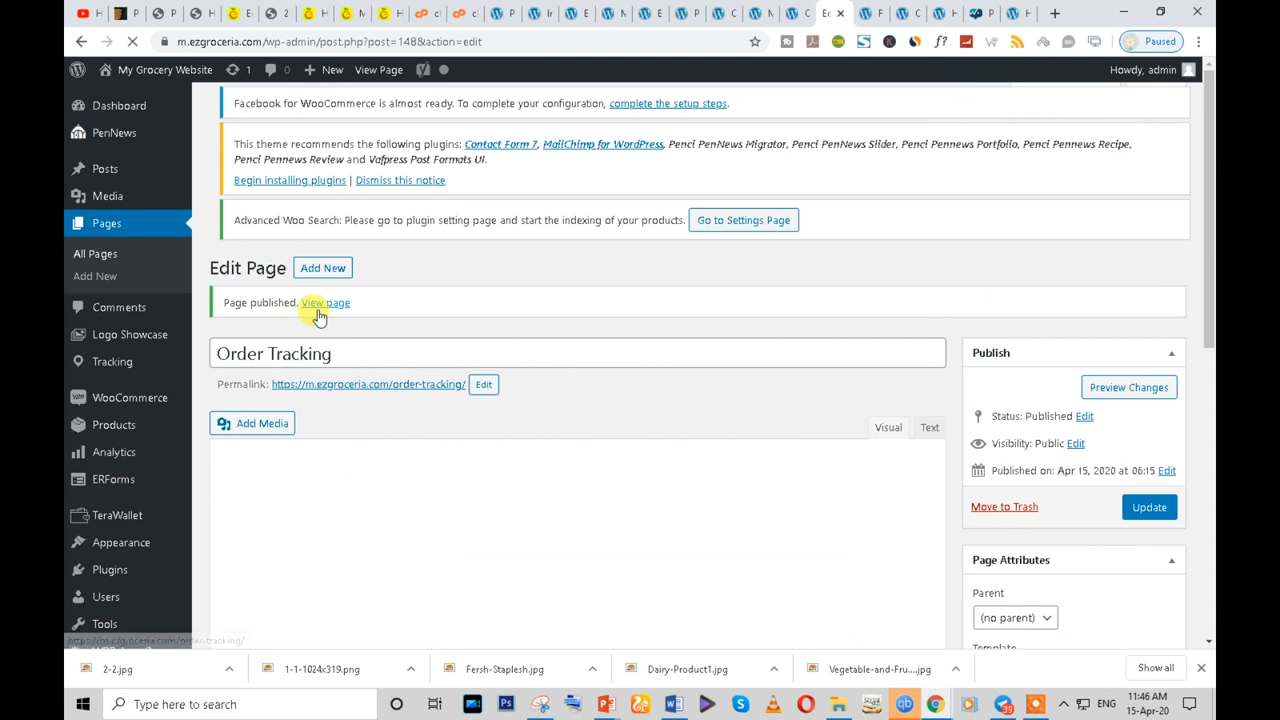 m.ezgroceria.com/wp-admin/post.php?post=148&action=edit
Paused
My Grocery Website
1
0
New
View Page
Howdy, admin
Dashboard
PenNews
Posts
Media
Pages
All Pages
Add New
Comments
Logo Showcase
Tracking
WooCommerce
Products
Analytics
ERForms
TeraWallet
Appearance
Plugins
Users
Tools
Facebook for WooCommerce is almost ready. To complete your configuration, complete the setup steps.
This theme recommends the following plugins: Contact Form 7, MailChimp for WordPress, Penci PenNews Migrator, Penci PenNews Slider, Penci Pennews Portfolio, Penci Pennews Recipe,
Penci Pennews Review and Vafpress Post Formats UI.
Begin installing plugins | Dismiss this notice
Advanced Woo Search: Please go to plugin setting page and start the indexing of your products. Go to Settings Page
Edit Page Add New
Page published. View page
Order Tracking
Permalink: https://m.ezgroceria.com/order-tracking/ Edit
Add Media
Visual Text
Publish
Preview Changes
Status: Published Edit
Visibility: Public Edit
Published on: Apr 15, 2020 at 06:15 Edit
Move to Trash Update
Page Attributes
Parent
(no parent)
https://m.ezgroceria.com/order-tracking/
2-2.jpg
1-1-1024x319.png
Fersh-Staplesh.jpg
Dairy-Product1.jpg
Vegetable-and-Fru....jpg
Show all
Type here to search
ENG
11:46 AM
15-Apr-20